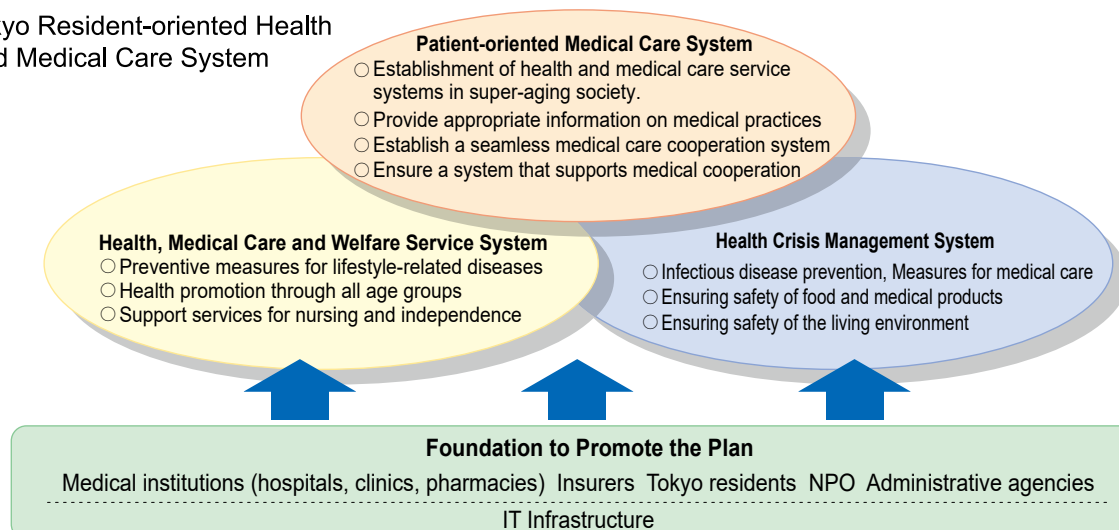 kyo Resident-oriented Health
d Medical Care System
Patient-oriented Medical Care System
○ Establishment of health and medical care service
systems in super-aging society.
○ Provide appropriate information on medical practices
○ Establish a seamless medical care cooperation system
○ Ensure a system that supports medical cooperation
Health, Medical Care and Welfare Service System
○ Preventive measures for lifestyle-related diseases
○ Health promotion through all age groups
○ Support services for nursing and independence
Health Crisis Management System
○ Infectious disease prevention, Measures for medical care
○ Ensuring safety of food and medical products
○ Ensuring safety of the living environment
Foundation to Promote the Plan
Medical institutions (hospitals, clinics, pharmacies) Insurers Tokyo residents NPO Administrative agencies
IT Infrastructure